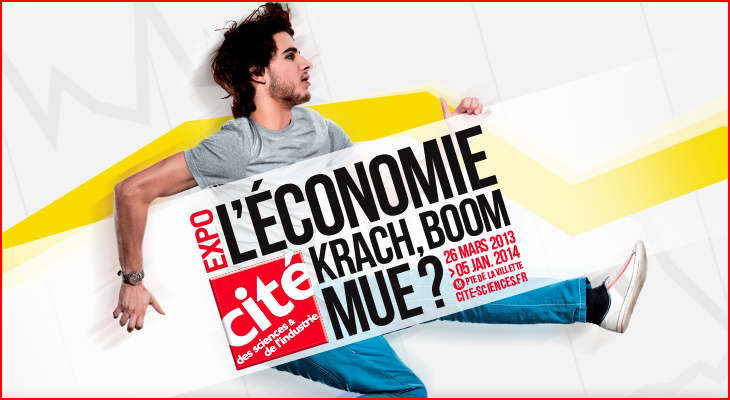 EXPO
L'ÉCONOMIE
KRACH, BOOM
MUE ?
26 MARS 2013
>05 JAN. 2014
M PTE DE LA VILLETTE
CITE-SCIENCES.FR
cité
des sciences &
de l'industrie